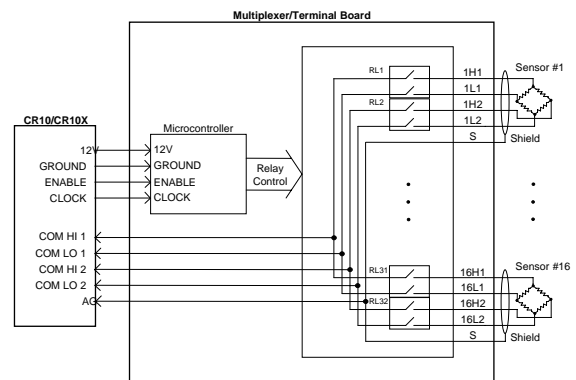 Multiplexer/Terminal Board
RL1
1H1
Sensor #1
1L1
RL2
1H2
1L2
S
Shield
CR10/CR10X
Microcontroller
12V
12V
GROUND
GROUND
ENABLE
ENABLE
CLOCK
CLOCK
Relay
Control
COM HI 1
COM LO 1
COM HI 2
COM LO 2
AG
RL31
16H1
Sensor #16
16L1
RL32
16H2
16L2
S
Shield